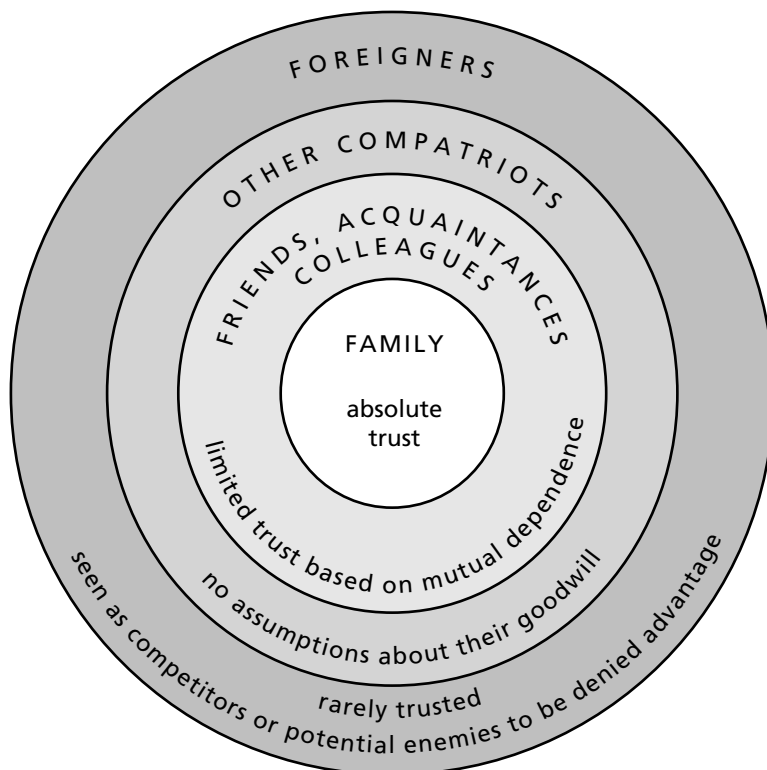 FOREIGNERS
OTHER COMPATRIOTS
FRIENDS, ACQUAINTANCES
COLLEAGUES
FAMILY
absolute
trust
limited trust based on mutual dependence
no assumptions about their goodwill
rarely trusted
seen as competitors or potential enemies to be denied advantage